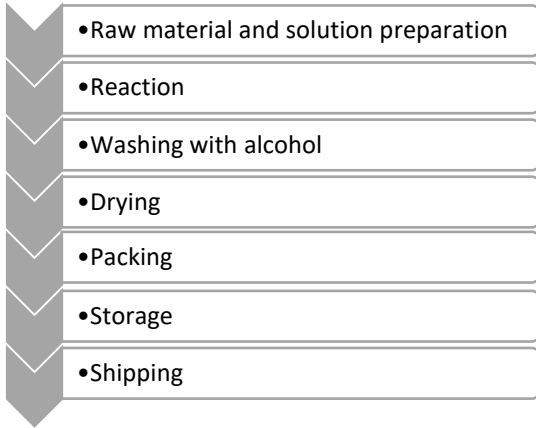 •Raw material and solution preparation
•Reaction
•Washing with alcohol
•Drying
•Packing
•Storage
•Shipping